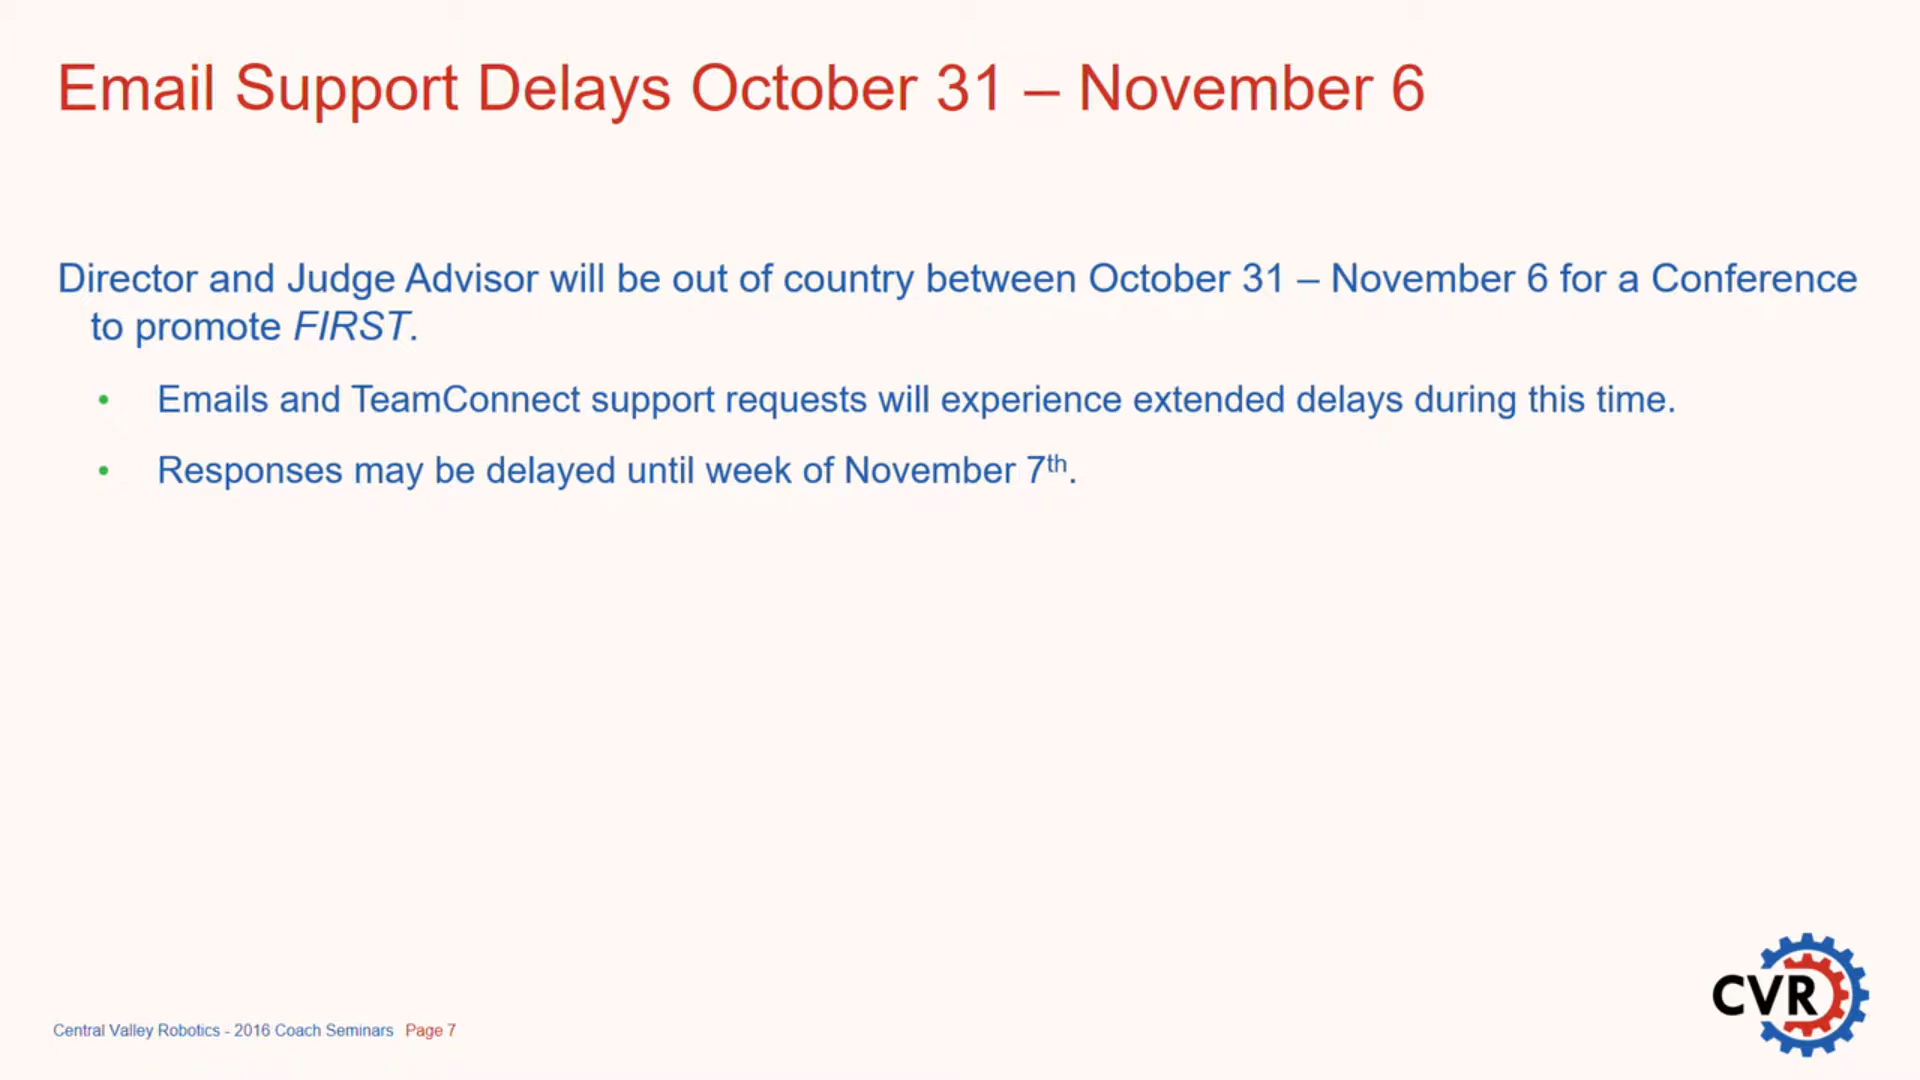 Email Support Delays October 31 – November 6
Director and Judge Advisor will be out of country between October 31 – November 6 for a Conference
to promote FIRST.
• Emails and TeamConnect support requests will experience extended delays during this time.
• Responses may be delayed until week of November 7th.
CVR
Central Valley Robotics - 2016 Coach Seminars Page 7